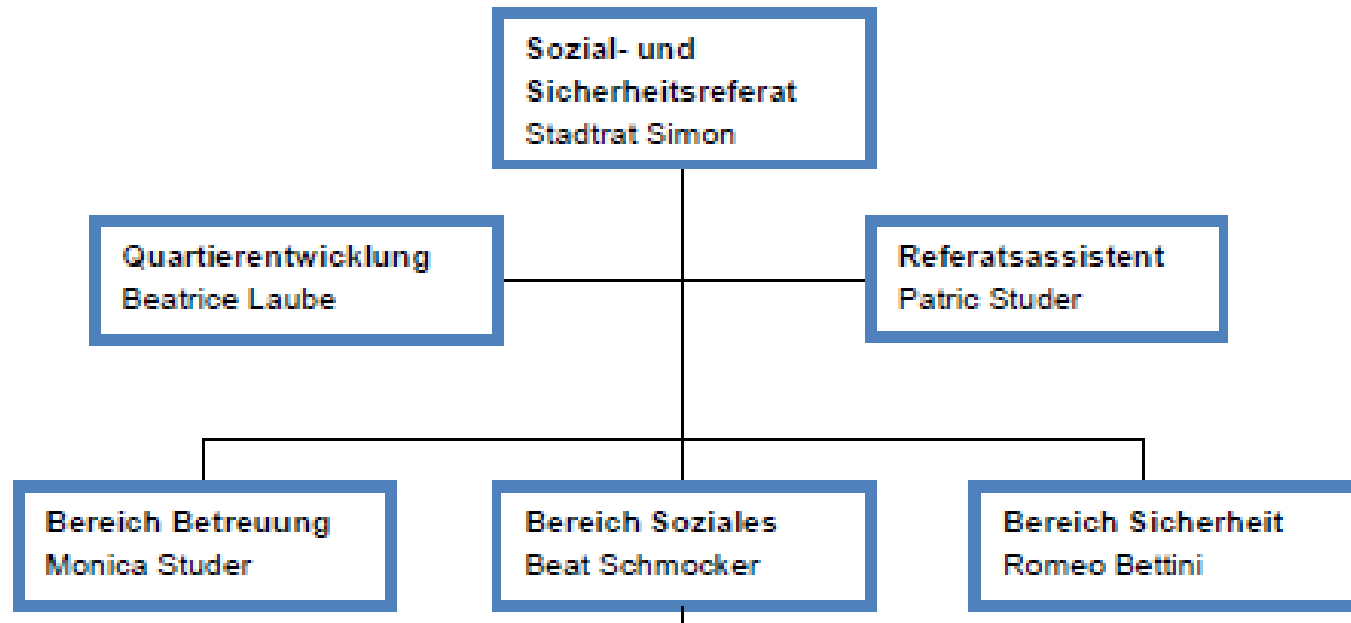 Sozial- und
Sicherheitsreferat
Stadtrat Simon
Quartierentwicklung
Beatrice Laube
Referatsassistent
Patric Studer
Bereich Betreuung
Monica Studer
Bereich Soziales
Beat Schmocker
Bereich Sicherheit
Romeo Bettini